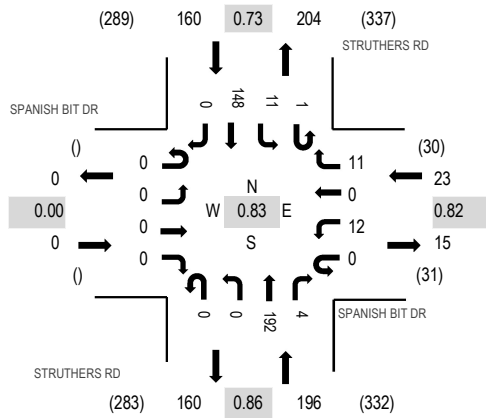 (289) 160 0.73 204 (337)
STRUTHERS RD
SPANISH BIT DR
0 148 11 1
() 0 11 (30)
0 0 N 0 23
0.00 W 0.83 E 0.82
0 0 S 12 15
() 0 0 (31)
0 0 192 4
SPANISH BIT DR
STRUTHERS RD
(283) 160 0.86 196 (332)